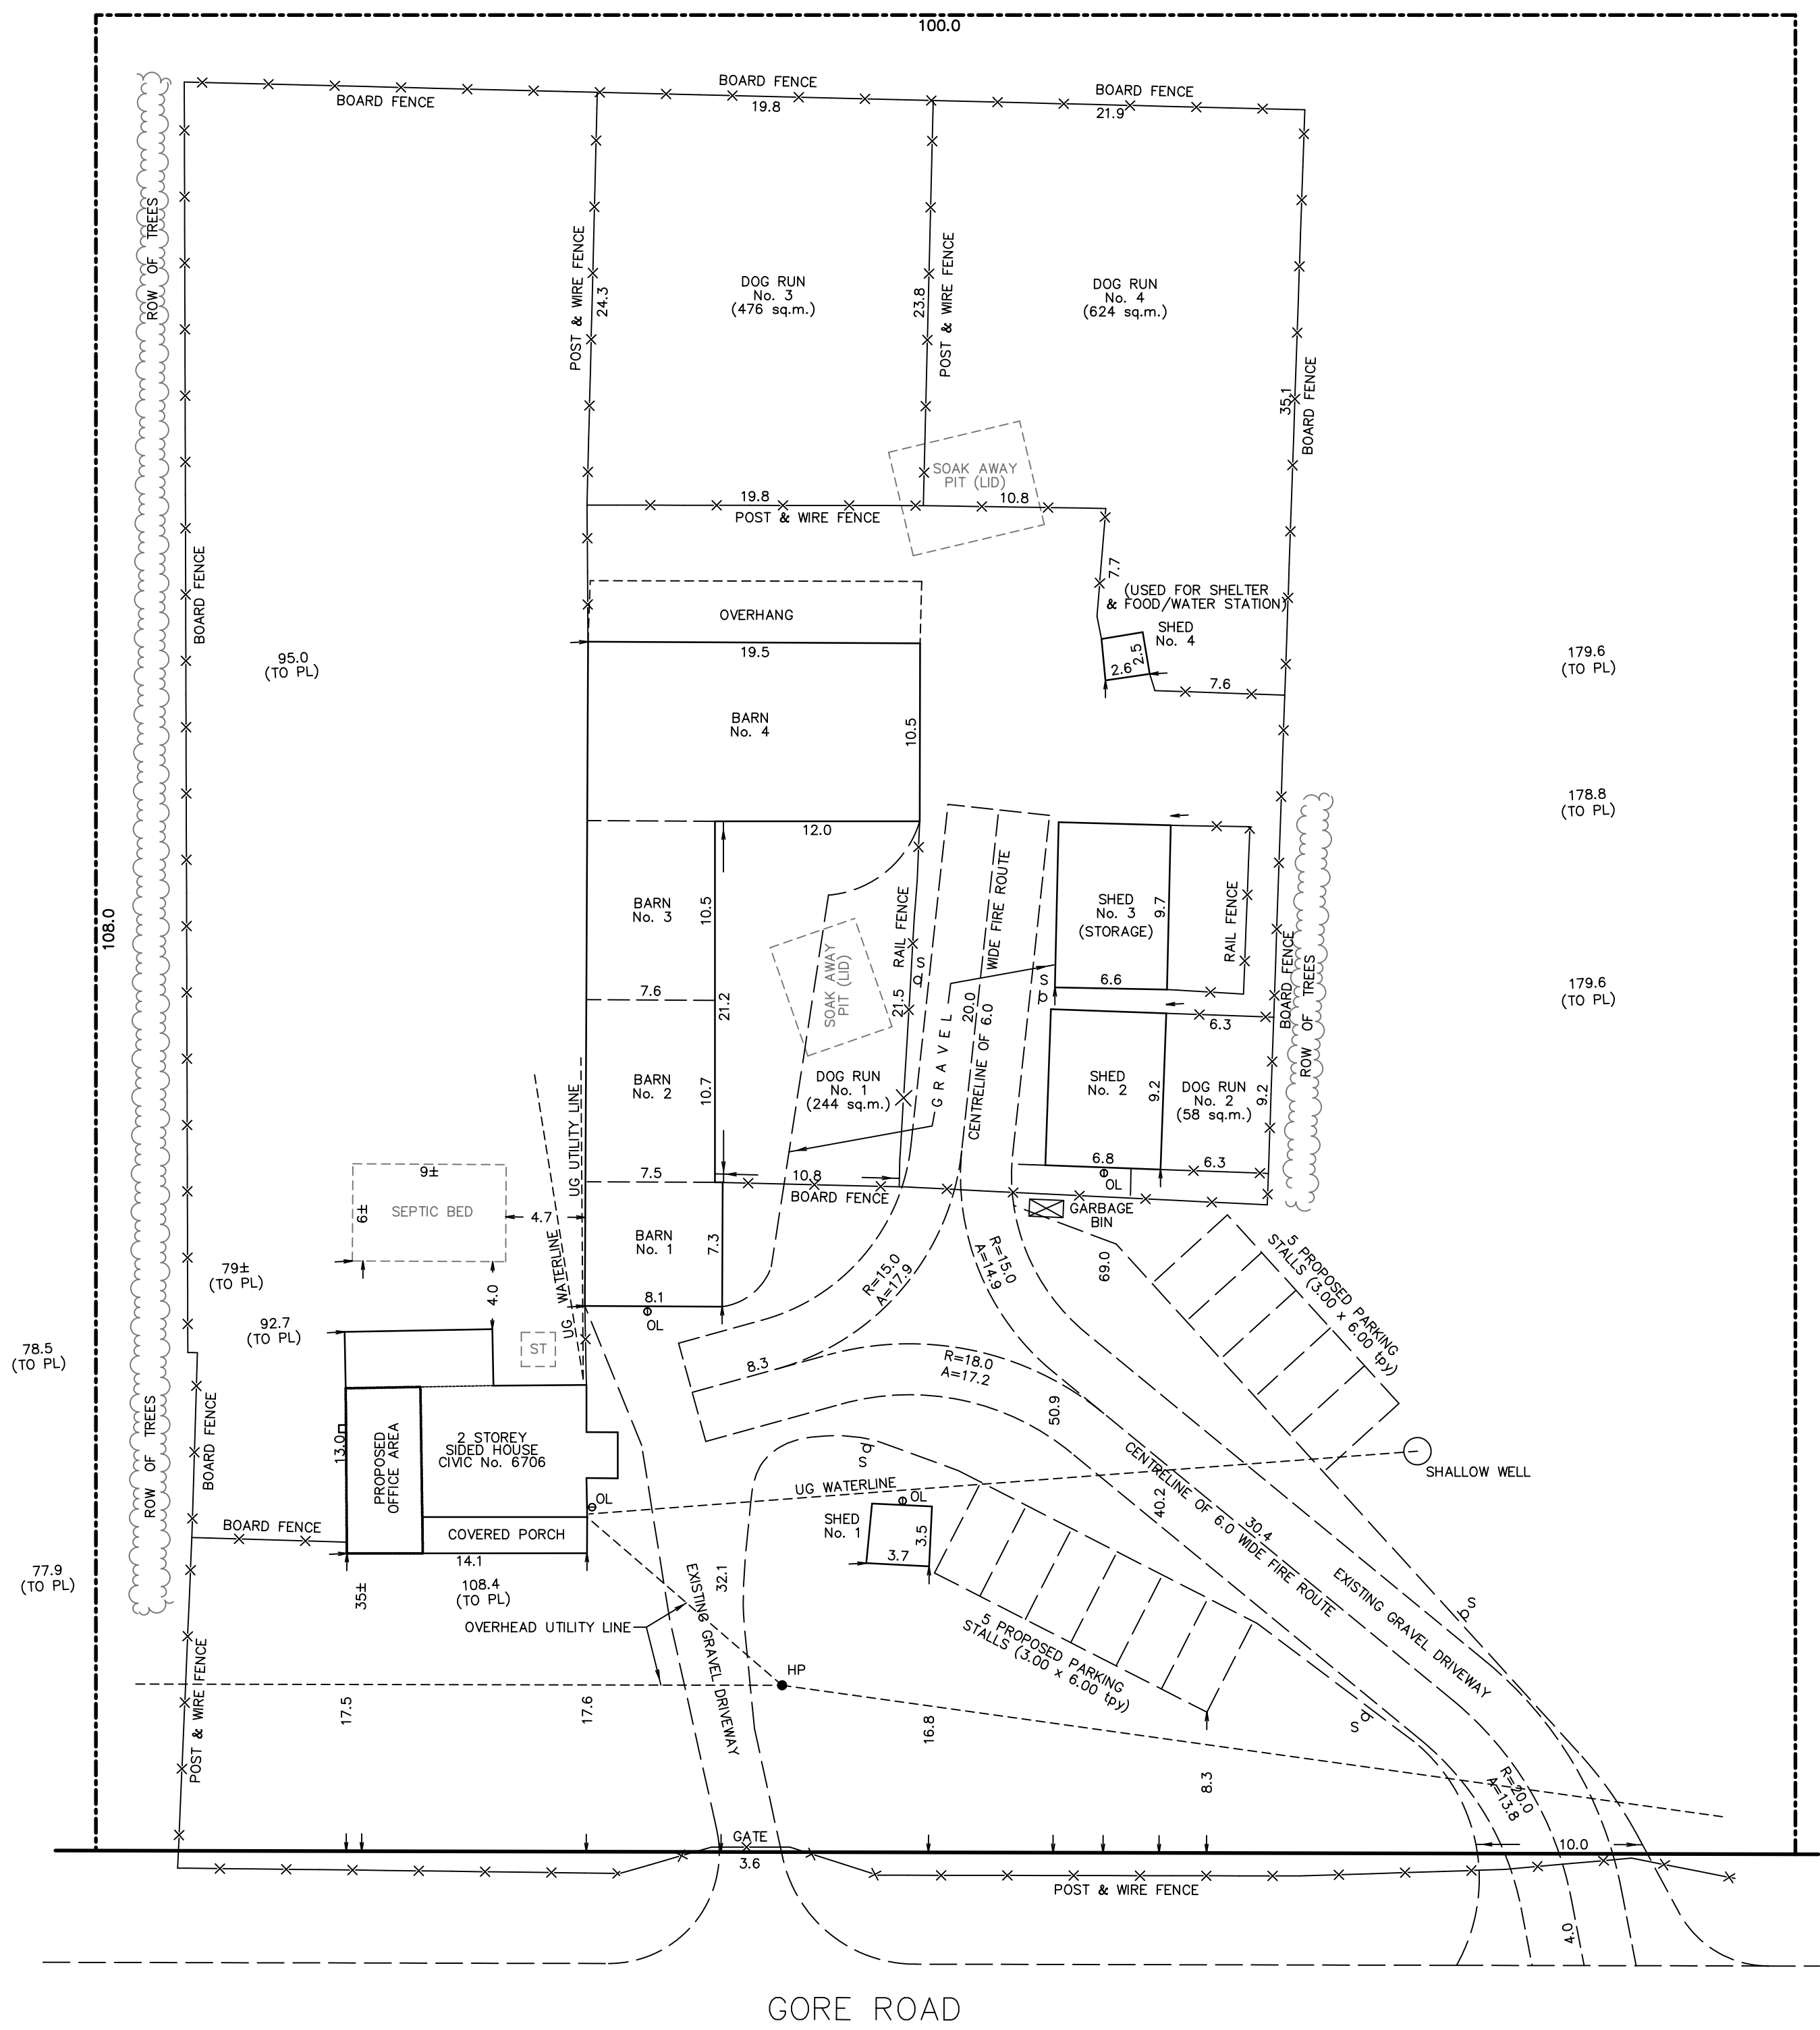 100.0
BOARD FENCE
BOARD FENCE
BOARD FENCE
19.8
21.9
ROW OF TREES
POST & WIRE FENCE
24.3
DOG RUN
No. 3
(476 sq.m.)
23.8
POST & WIRE FENCE
DOG RUN
No. 4
(624 sq.m.)
35.1
BOARD FENCE
SOAK AWAY
PIT (LID)
19.8
10.8
POST & WIRE FENCE
BOARD FENCE
7.7
(USED FOR SHELTER
& FOOD/WATER STATION)
SHED
No. 4
2.5
2.6
7.6
OVERHANG
19.5
95.0
(TO PL)
179.6
(TO PL)
BARN
No. 4
10.5
178.8
(TO PL)
12.0
108.0
BARN
No. 3
10.5
RAIL FENCE
WIDE FIRE ROUTE
SHED
No. 3
(STORAGE)
9.7
RAIL FENCE
BOARD FENCE
ROW OF TREES
SOAK AWAY
PIT (LID)
S
S
6.6
7.6
21.2
21.5
20.0
CENTRELINE OF 6.0
GRAVEL
179.6
(TO PL)
6.3
BARN
No. 2
10.7
DOG RUN
No. 1
(244 sq.m.)
SHED
No. 2
9.2
DOG RUN
No. 2
(58 sq.m.)
9.2
UG UTILITY LINE
7.5
10.8
BOARD FENCE
6.8
OL
6.3
9±
6±
SEPTIC BED
4.7
GARBAGE
BIN
BARN
No. 1
7.3
UG WATERLINE
79±
(TO PL)
4.0
8.1
OL
R=15.0
A=17.9
R=15.0
A=14.9
69.0
5 PROPOSED PARKING
STALLS (3.00 x 6.00 tpy)
92.7
(TO PL)
78.5
(TO PL)
ST
8.3
R=18.0
A=17.2
50.9
ROW OF TREES
BOARD FENCE
13.0
PROPOSED
OFFICE AREA
2 STOREY
SIDED HOUSE
CIVIC No. 6706
S
UG WATERLINE
CENTRELINE OF 6.0 WIDE FIRE ROUTE
SHALLOW WELL
OL
OL
SHED
No. 1
3.5
3.7
40.2
30.4
BOARD FENCE
COVERED PORCH
14.1
77.9
(TO PL)
35±
108.4
(TO PL)
32.1
EXISTING GRAVEL DRIVEWAY
EXISTING GRAVEL DRIVEWAY
S
OVERHEAD UTILITY LINE
5 PROPOSED PARKING
STALLS (3.00 x 6.00 tpy)
HP
POST & WIRE FENCE
17.5
17.6
16.8
S
8.3
R=20.0
A=13.8
GATE
3.6
10.0
POST & WIRE FENCE
4.0
GORE ROAD